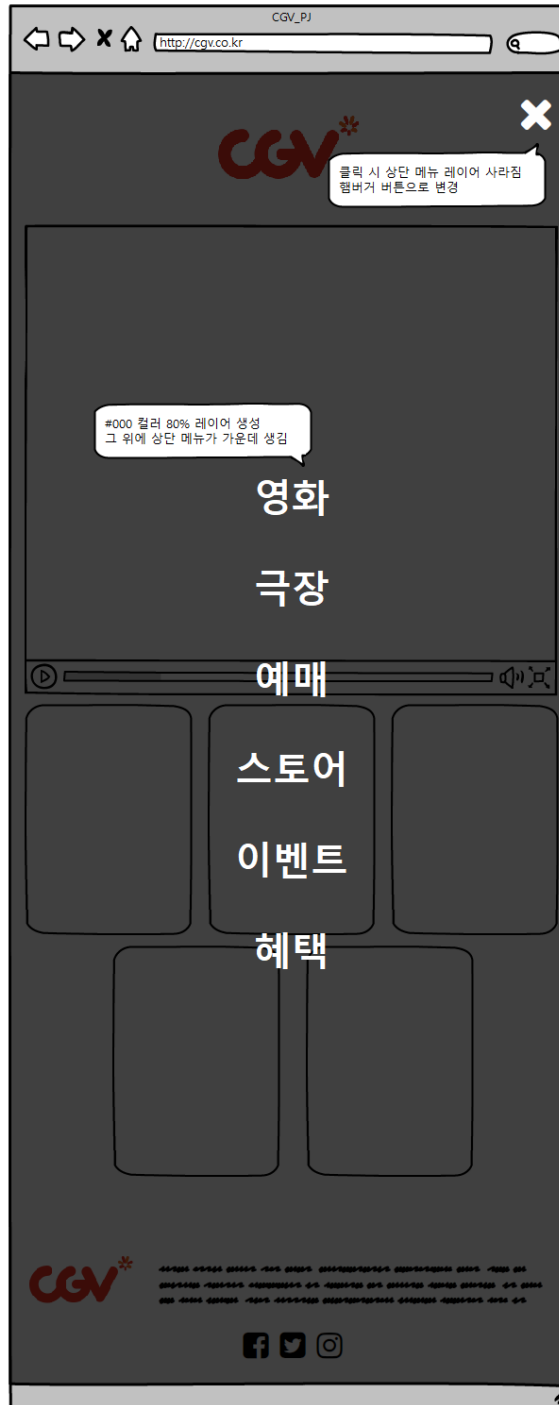 CGV_PJ
http://cgv.co.kr
CGV
클릭 시 상단 메뉴 레이어 사라짐
햄버거 버튼으로 변경
#000 컬러 80% 레이어 생성
그 위에 상단 메뉴가 가운데 생김
영화
극장
예매
스토어
이벤트
혜택
CGV